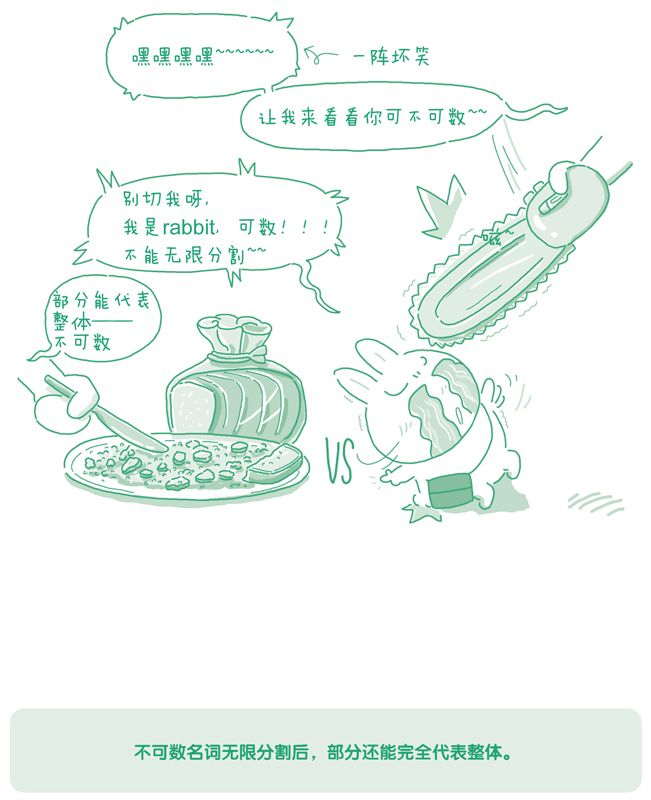 嘿嘿嘿嘿~~~~~~
一阵坏笑
让我来看看你可不可数~~
别切我呀，
我是rabbit，可数！！！
不能无限分割~~
嗞~
部分能代表
整体——
不可数
VS
不可数名词无限分割后，部分还能完全代表整体。